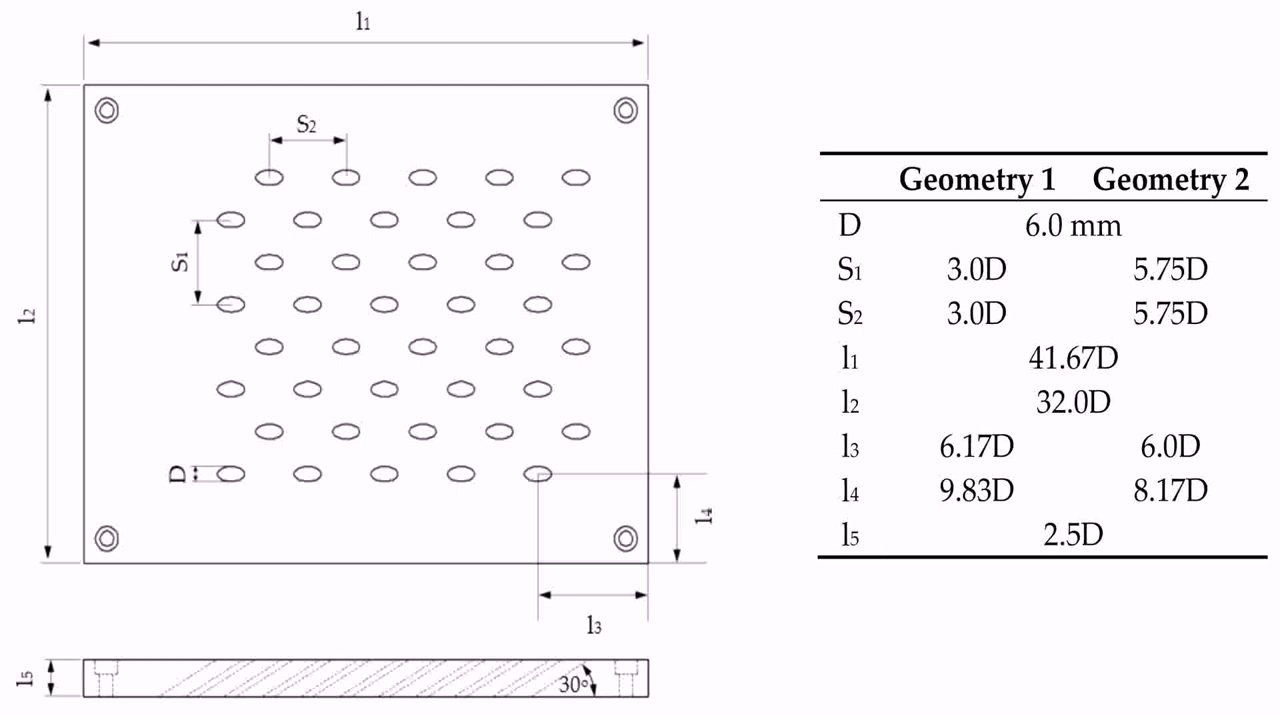 l1
S2
S1
l2
D
l4
l3
l5
30°
Geometry 1 Geometry 2
D 6.0 mm
S1 3.0D 5.75D
S2 3.0D 5.75D
l1 41.67D
l2 32.0D
l3 6.17D 6.0D
l4 9.83D 8.17D
l5 2.5D